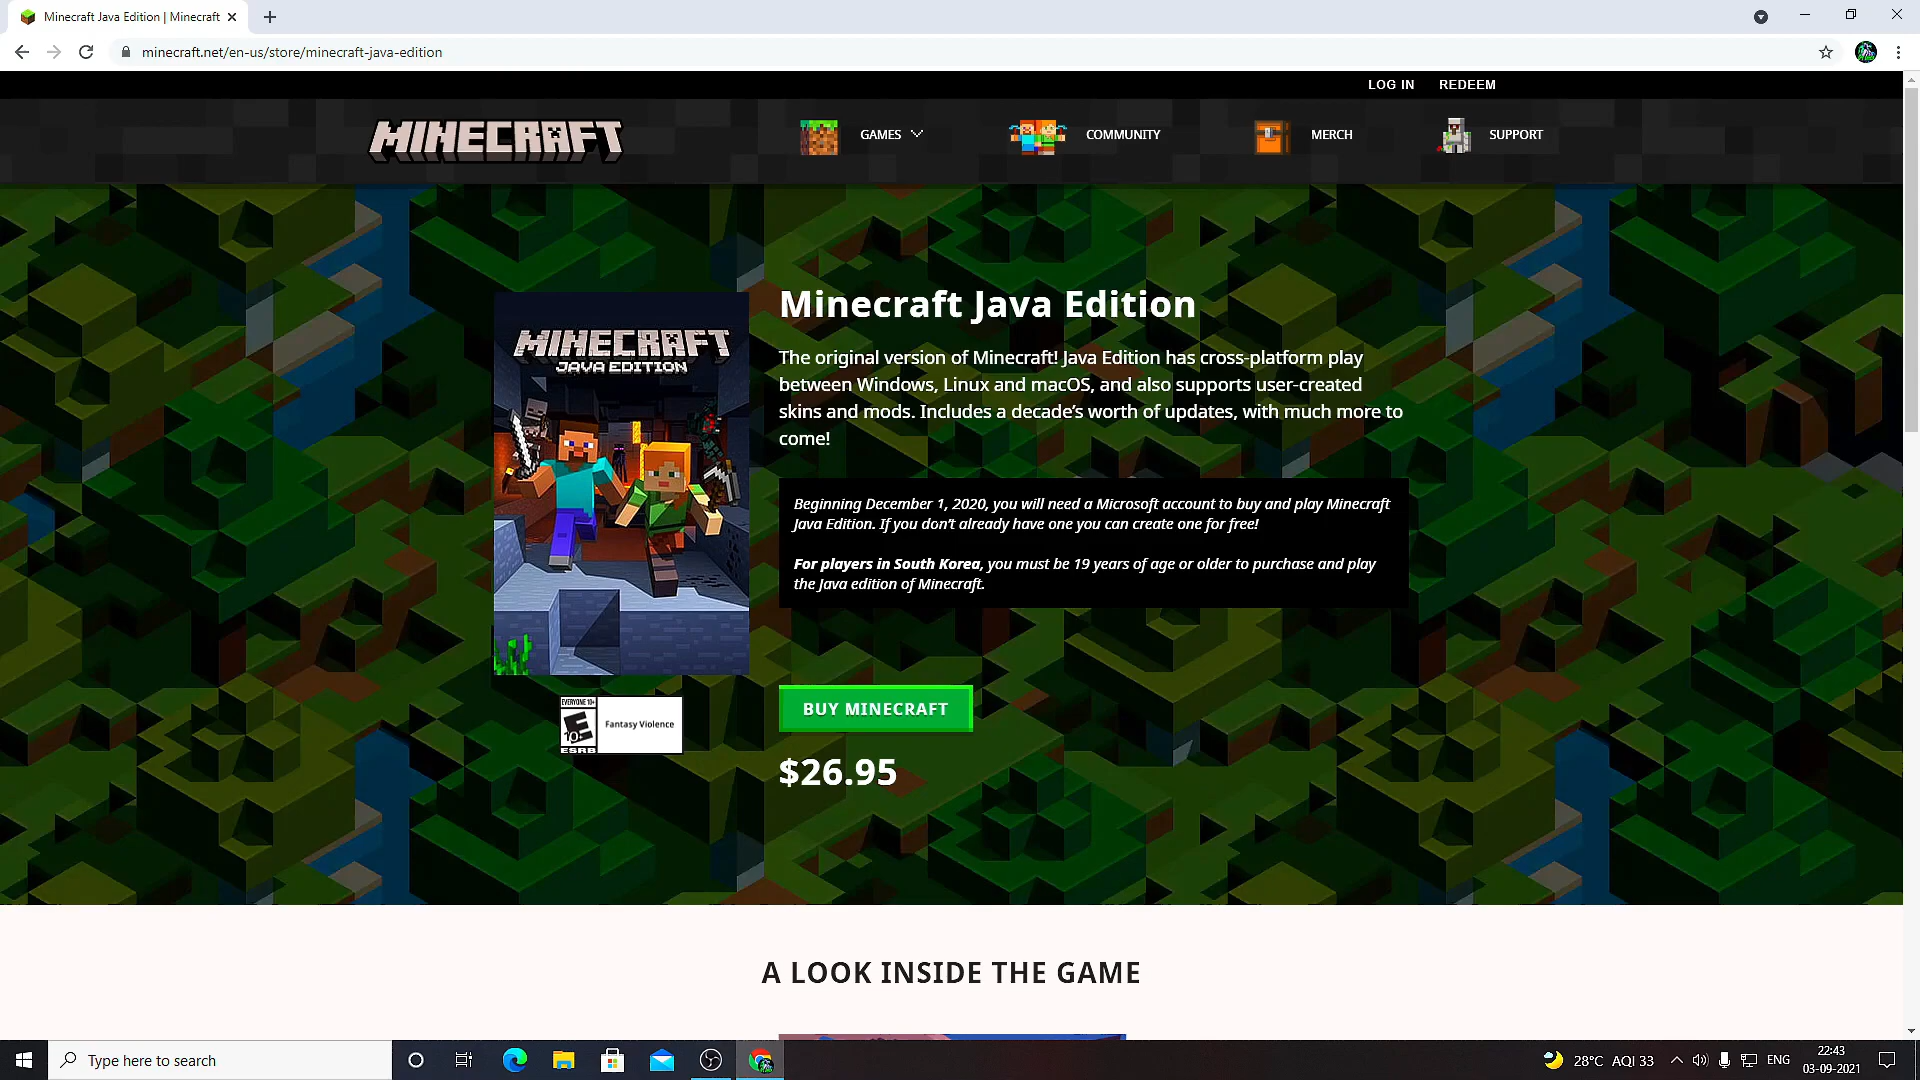 Minecraft Java Edition | Minecraft
minecraft.net/en-us/store/minecraft-java-edition
LOG IN REDEEM
MINECRAFT
GAMES COMMUNITY MERCH SUPPORT
MINECRAFT
JAVA EDITION
Minecraft Java Edition
The original version of Minecraft! Java Edition has cross-platform play
between Windows, Linux and macOS, and also supports user-created
skins and mods. Includes a decade’s worth of updates, with much more to
come!
Beginning December 1, 2020, you will need a Microsoft account to buy and play Minecraft
Java Edition. If you don’t already have one you can create one for free!
For players in South Korea, you must be 19 years of age or older to purchase and play
the Java edition of Minecraft.
EVERYONE 10+
E
10+
ESRB
Fantasy Violence
BUY MINECRAFT
$26.95
A LOOK INSIDE THE GAME
Type here to search
28°C AQI 33
ENG
22:43
03-09-2021